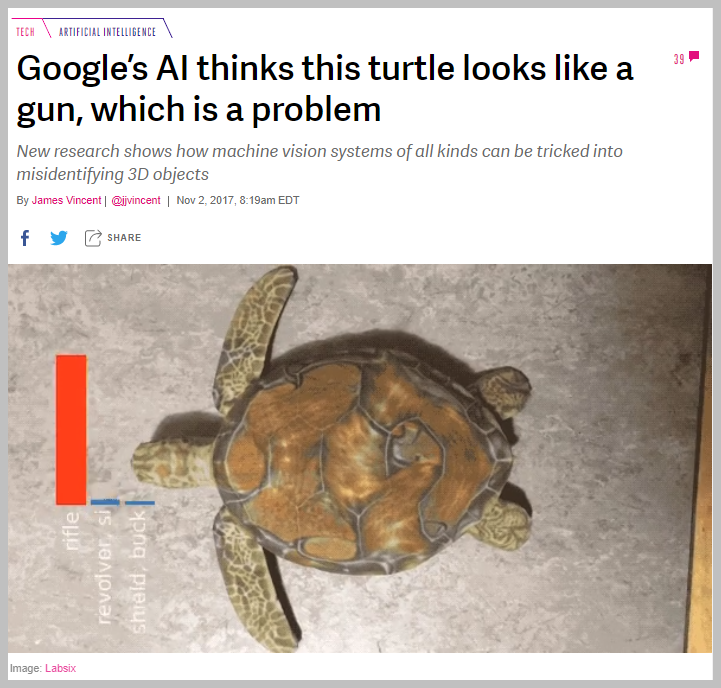 TECH ARTIFICIAL INTELLIGENCE
Google's AI thinks this turtle looks like a
gun, which is a problem
39
New research shows how machine vision systems of all kinds can be tricked into
misidentifying 3D objects
By James Vincent | @jjvincent | Nov 2, 2017, 8:19am EDT
SHARE
rifle
revolver, si
shield, buck
Image: Labsix